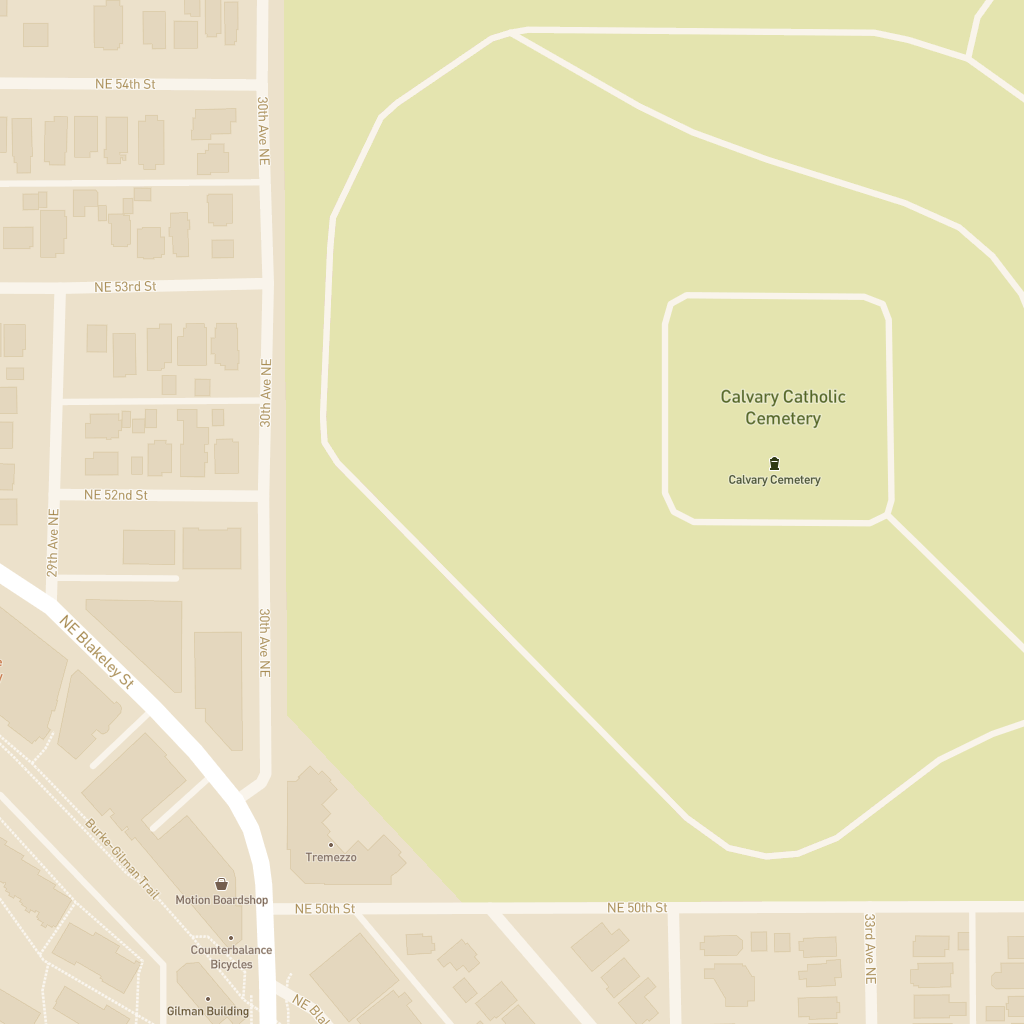 NE 54th St
30th Ave NE
NE 53rd St
30th Ave NE
Calvary Catholic
Cemetery
Calvary Cemetery
NE 52nd St
29th Ave NE
NE Blakeley St
30th Ave NE
Burke-Gilman Trail
Tremezzo
Motion Boardshop
NE 50th St
NE 50th St
33rd Ave NE
Counterbalance
Bicycles
Gilman Building
NE Bla